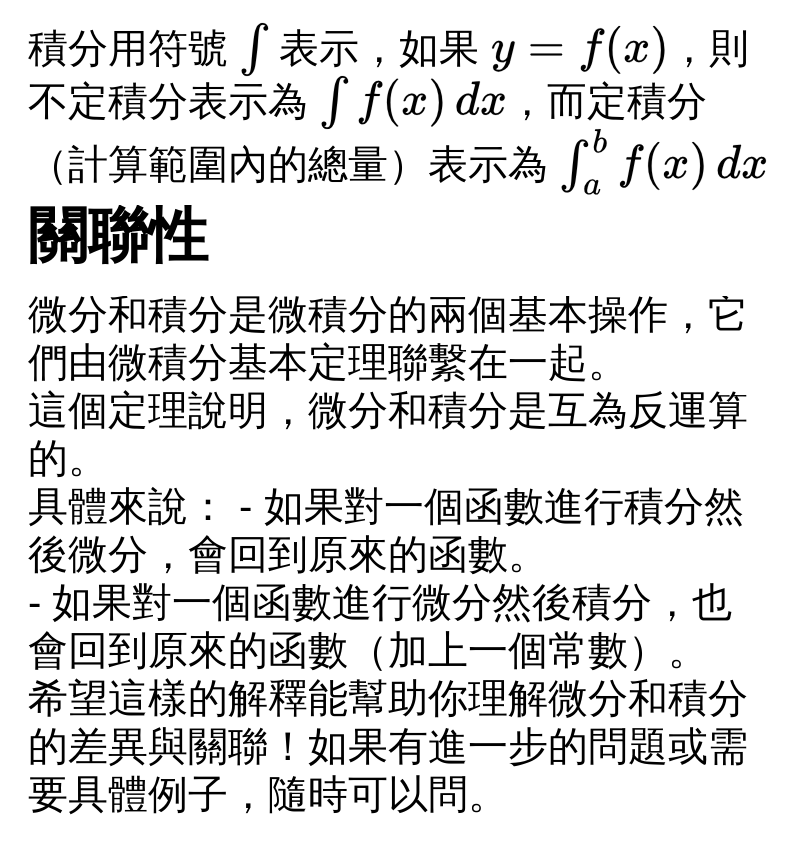 積分用符號 ∫ 表示，如果 y = f(x)，則
不定積分表示為 ∫ f(x) dx，而定積分
（計算範圍內的總量）表示為 ∫_a^b f(x) dx
關聯性
微分和積分是微積分的兩個基本操作，它
們由微積分基本定理聯繫在一起。
這個定理說明，微分和積分是互為反運算
的。
具體來說： - 如果對一個函數進行積分然
後微分，會回到原來的函數。
- 如果對一個函數進行微分然後積分，也
會回到原來的函數（加上一個常數）。
希望這樣的解釋能幫助你理解微分和積分
的差異與關聯！如果有進一步的問題或需
要具體例子，隨時可以問。